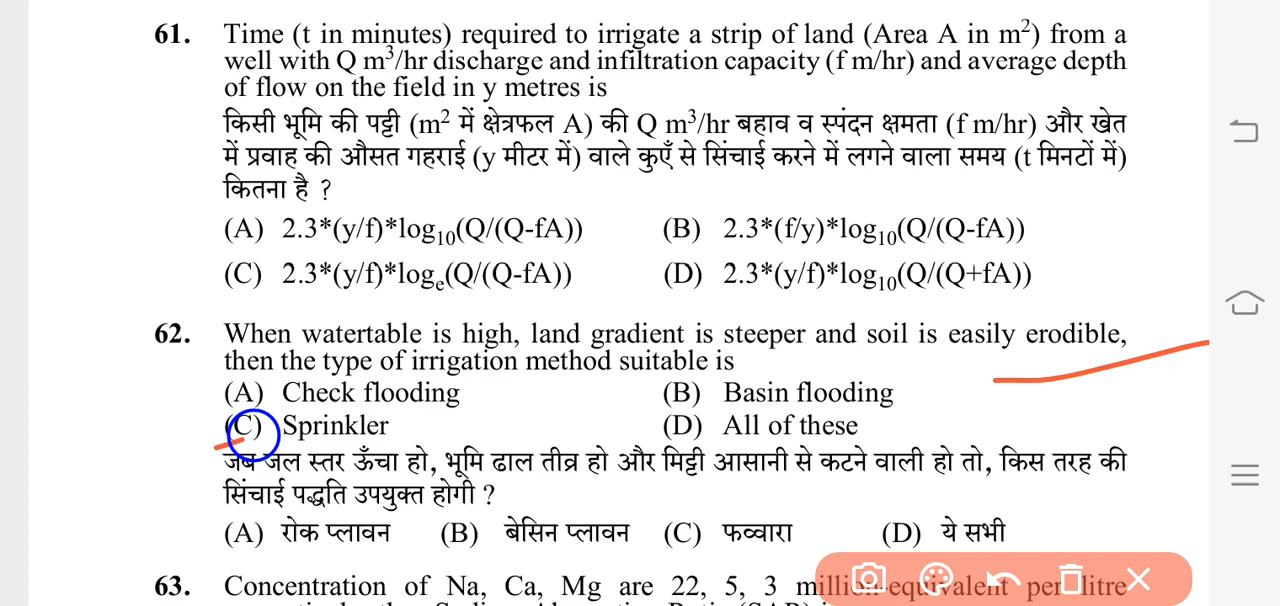 61. Time (t in minutes) required to irrigate a strip of land (Area A in m²) from a
well with Q m³/hr discharge and infiltration capacity (f m/hr) and average depth
of flow on the field in y metres is
किसी भूमि की पट्टी (m² में क्षेत्रफल A) की Q m³/hr बहाव व स्पंदन क्षमता (f m/hr) और खेत
में प्रवाह की औसत गहराई (y मीटर में) वाले कुएँ से सिंचाई करने में लगने वाला समय (t मिनटों में)
कितना है ?
(A) 2.3*(y/f)*log₁₀(Q/(Q-fA)) (B) 2.3*(f/y)*log₁₀(Q/(Q-fA))
(C) 2.3*(y/f)*logₑ(Q/(Q-fA)) (D) 2.3*(y/f)*log₁₀(Q/(Q+fA))
62. When watertable is high, land gradient is steeper and soil is easily erodible,
then the type of irrigation method suitable is
(A) Check flooding (B) Basin flooding
(C) Sprinkler (D) All of these
जब जल स्तर ऊँचा हो, भूमि ढाल तीव्र हो और मिट्टी आसानी से कटने वाली हो तो, किस तरह की
सिंचाई पद्धति उपयुक्त होगी ?
(A) रोक प्लावन (B) बेसिन प्लावन (C) फव्वारा (D) ये सभी
63. Concentration of Na, Ca, Mg are 22, 5, 3 milli-equivalent per litre